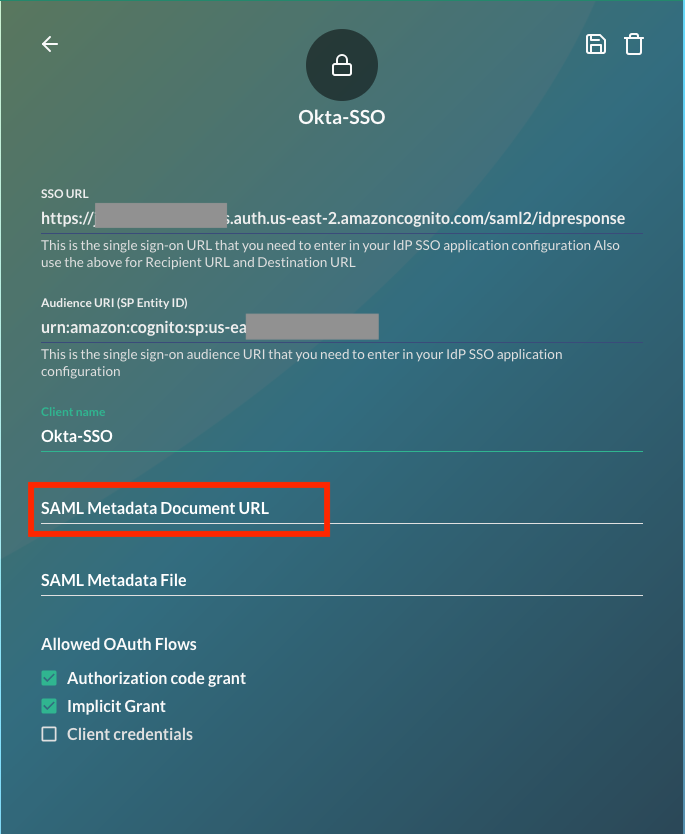 Okta-SSO
SSO URL
https:// s.auth.us-east-2.amazoncognito.com/saml2/idpresponse
This is the single sign-on URL that you need to enter in your IdP SSO application configuration Also
use the above for Recipient URL and Destination URL
Audience URI (SP Entity ID)
urn:amazon:cognito:sp:us-ea
This is the single sign-on audience URI that you need to enter in your IdP SSO application
configuration
Client name
Okta-SSO
SAML Metadata Document URL
SAML Metadata File
Allowed OAuth Flows
Authorization code grant
Implicit Grant
Client credentials